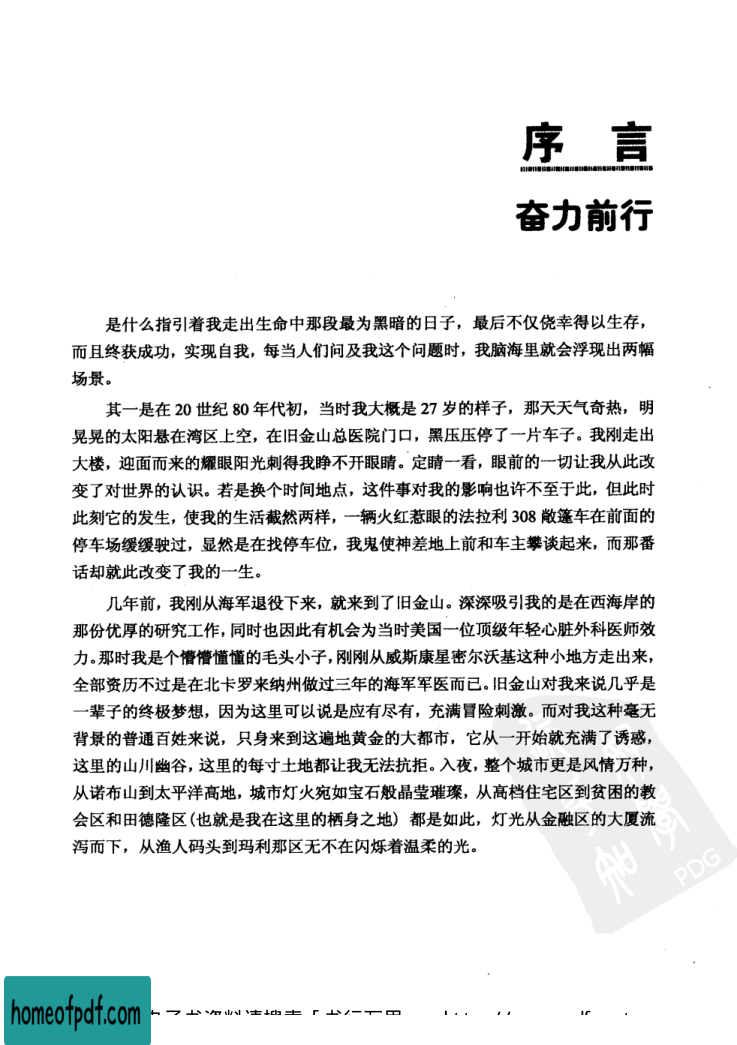 序 言
奋力前行
是什么指引着我走出生命中那段最为黑暗的日子，最后不仅侥幸得以生存，
而且终获成功，实现自我，每当人们问及我这个问题时，我脑海里就会浮现出两幅
场景。
其一是在 20 世纪 80 年代初，当时我大概是 27 岁的样子，那天天气奇热，明
晃晃的太阳悬在湾区上空，在旧金山总医院门口，黑压压停了一片车子。我刚走出
大楼，迎面而来的耀眼阳光刺得我睁不开眼睛。定睛一看，眼前的一切让我从此改
变了对世界的认识。若是换个时间地点，这件事对我的影响也许不至于此，但此时
此刻它的发生，使我的生活截然两样，一辆火红惹眼的法拉利 308 敞篷车在前面的
停车场缓缓驶过，显然是在找停车位，我鬼使神差地上前和车主攀谈起来，而那番
话却就此改变了我的一生。
几年前，我刚从海军退役下来，就来到了旧金山。深深吸引我的是在西海岸的
那份优厚的研究工作，同时也因此有机会为当时美国一位顶级年轻心脏外科医师效
力。那时我是个懵懵懂懂的毛头小子，刚刚从威斯康星密尔沃基这种小地方走出来，
全部资历不过是在北卡罗来纳州做过三年的海军军医而已。旧金山对我来说几乎是
一辈子的终极梦想，因为这里可以说是应有尽有，充满冒险刺激。而对我这种毫无
背景的普通百姓来说，只身来到这遍地黄金的大都市，它从一开始就充满了诱惑，
这里的山川幽谷，这里的每寸土地都让我无法抗拒。入夜，整个城市更是风情万种，
从诺布山到太平洋高地，城市灯火宛如宝石般晶莹璀璨，从高档住宅区到贫困的教
会区和田德隆区(也就是我在这里的栖身之地) 都是如此，灯光从金融区的大厦流
泻而下，从渔人码头到玛利那区无不在闪烁着温柔的光。
PDG
homeofpdf.com